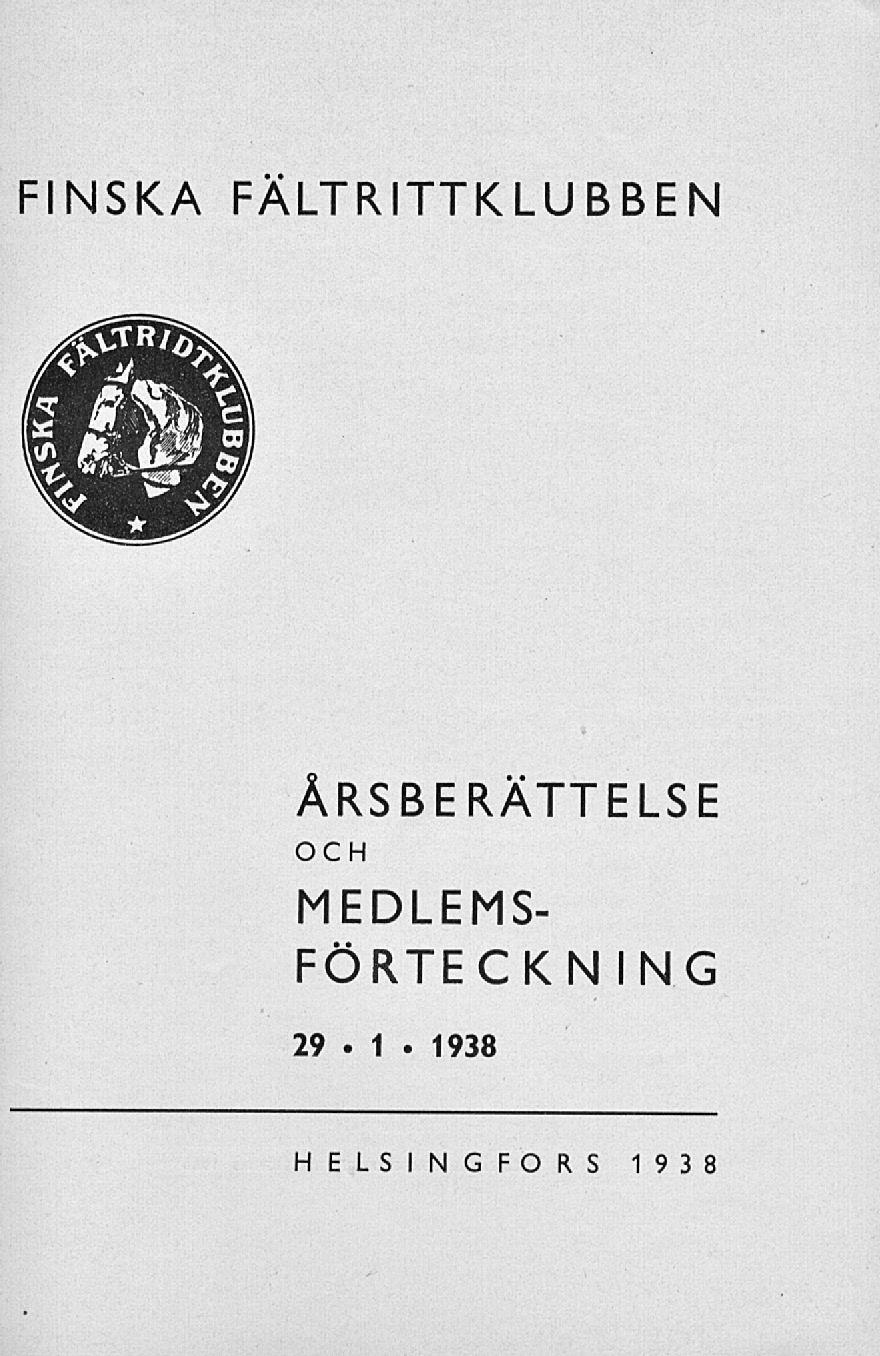 FINSKA FÄLTRITTKLUBBEN
FINSKA FÄLTRIDTKLUBBEN
ÅRSBERÄTTELSE
OCH
MEDLEMS-
FÖRTECKNING
29 • 1 • 1938
HELSINGFORS 1938